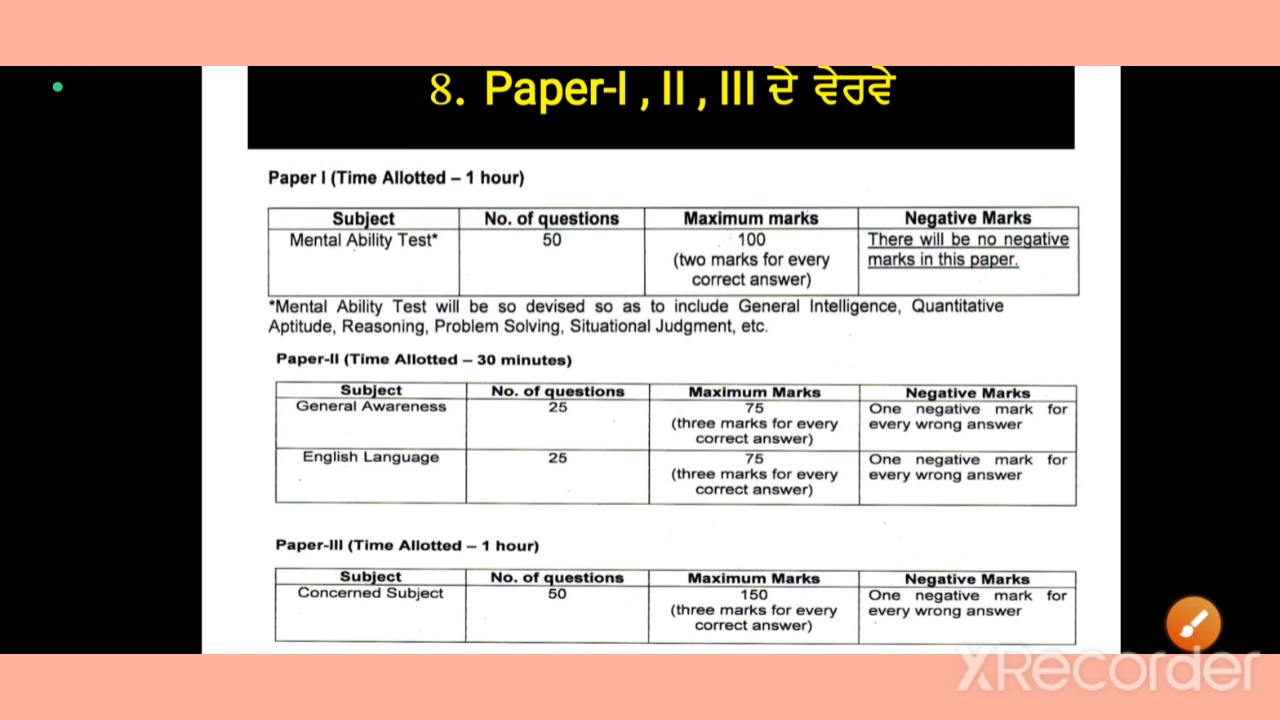 8. Paper-I , II , III ਦੇ ਵੇਰਵੇ
Paper I (Time Allotted – 1 hour)
Subject No. of questions Maximum marks Negative Marks
Mental Ability Test* 50 100 There will be no negative
(two marks for every marks in this paper.
correct answer)
*Mental Ability Test will be so devised so as to include General Intelligence, Quantitative
Aptitude, Reasoning, Problem Solving, Situational Judgment, etc.
Paper-II (Time Allotted – 30 minutes)
Subject No. of questions Maximum Marks Negative Marks
General Awareness 25 75 One negative mark for
(three marks for every every wrong answer
correct answer)
English Language 25 75 One negative mark for
(three marks for every every wrong answer
correct answer)
Paper-III (Time Allotted – 1 hour)
Subject No. of questions Maximum Marks Negative Marks
Concerned Subject 50 150 One negative mark for
(three marks for every every wrong answer
correct answer)
XRecorder